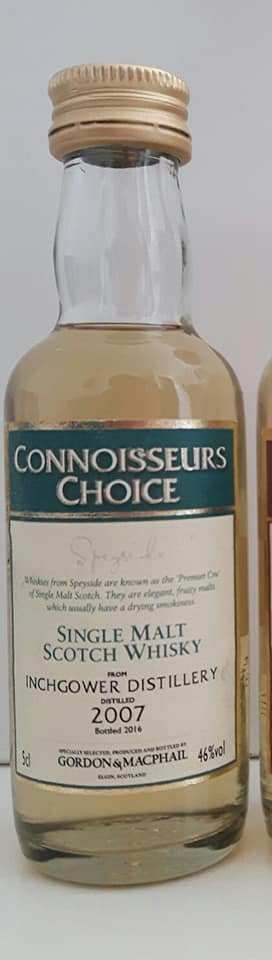 CONNOISSEURS
CHOICE
Speyside
Whiskies from Speyside are known as the 'Premier Cru'
of Single Malt Scotch. They are elegant, fruity malts
which usually have a drying smokiness.
SINGLE MALT
SCOTCH WHISKY
FROM
INCHGOWER DISTILLERY
DISTILLED
2007
Bottled 2016
SPECIALLY SELECTED, PRODUCED AND BOTTLED BY
5cl GORDON & MACPHAIL 46%vol
ELGIN, SCOTLAND